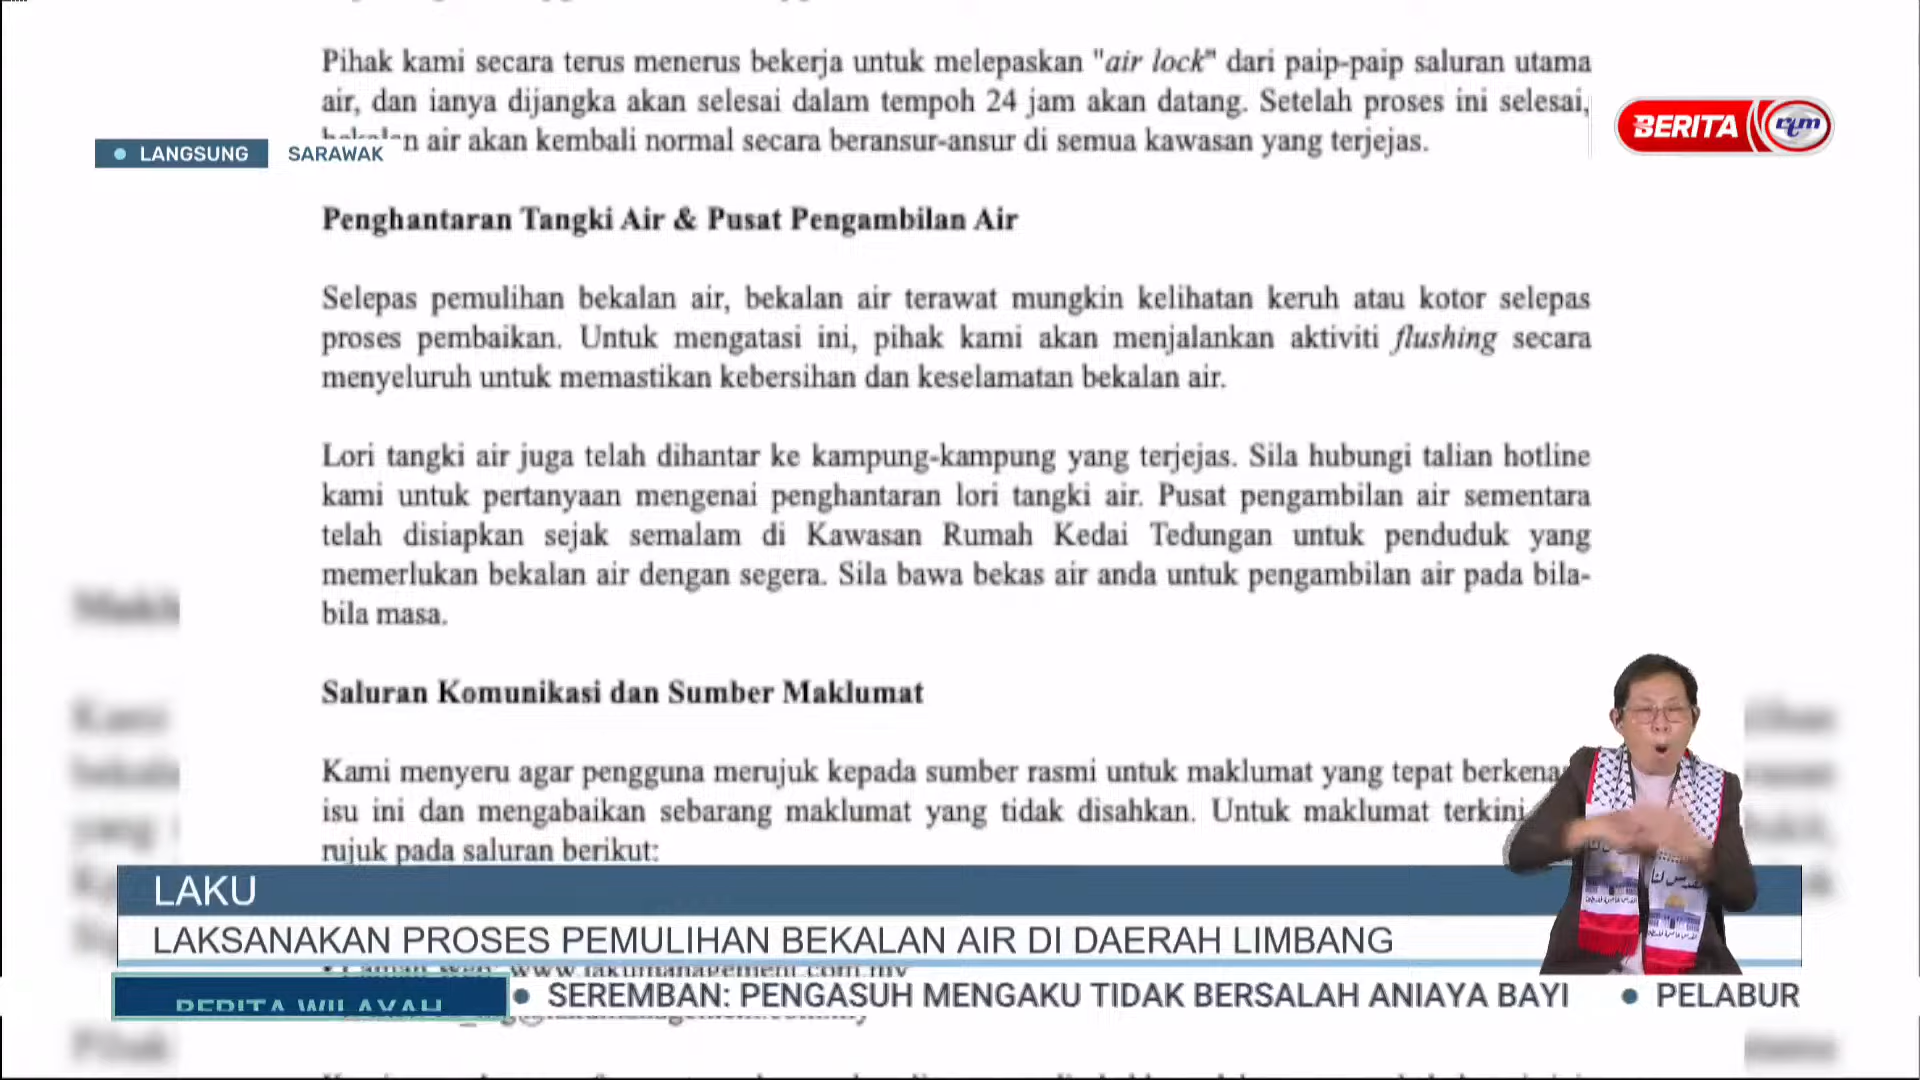 Pihak kami secara terus menerus bekerja untuk melepaskan "air lock" dari paip-paip saluran utama
air, dan ianya dijangka akan selesai dalam tempoh 24 jam akan datang. Setelah proses ini selesai,
bekalan air akan kembali normal secara beransur-ansur di semua kawasan yang terjejas.
BERITA rtm
LANGSUNG SARAWAK
Penghantaran Tangki Air & Pusat Pengambilan Air
Selepas pemulihan bekalan air, bekalan air terawat mungkin kelihatan keruh atau kotor selepas
proses pembaikan. Untuk mengatasi ini, pihak kami akan menjalankan aktiviti flushing secara
menyeluruh untuk memastikan kebersihan dan keselamatan bekalan air.
Lori tangki air juga telah dihantar ke kampung-kampung yang terjejas. Sila hubungi talian hotline
kami untuk pertanyaan mengenai penghantaran lori tangki air. Pusat pengambilan air sementara
telah disiapkan sejak semalam di Kawasan Rumah Kedai Tedungan untuk penduduk yang
memerlukan bekalan air dengan segera. Sila bawa bekas air anda untuk pengambilan air pada bila-
bila masa.
Saluran Komunikasi dan Sumber Maklumat
Kami menyeru agar pengguna merujuk kepada sumber rasmi untuk maklumat yang tepat berkena
isu ini dan mengabaikan sebarang maklumat yang tidak disahkan. Untuk maklumat terkini
rujuk pada saluran berikut:
LAKU
LAKSANAKAN PROSES PEMULIHAN BEKALAN AIR DI DAERAH LIMBANG
www.lakumanagement.com.my
BERITA WILAYAH • SEREMBAN: PENGASUH MENGAKU TIDAK BERSALAH ANIAYA BAYI • PELABUR